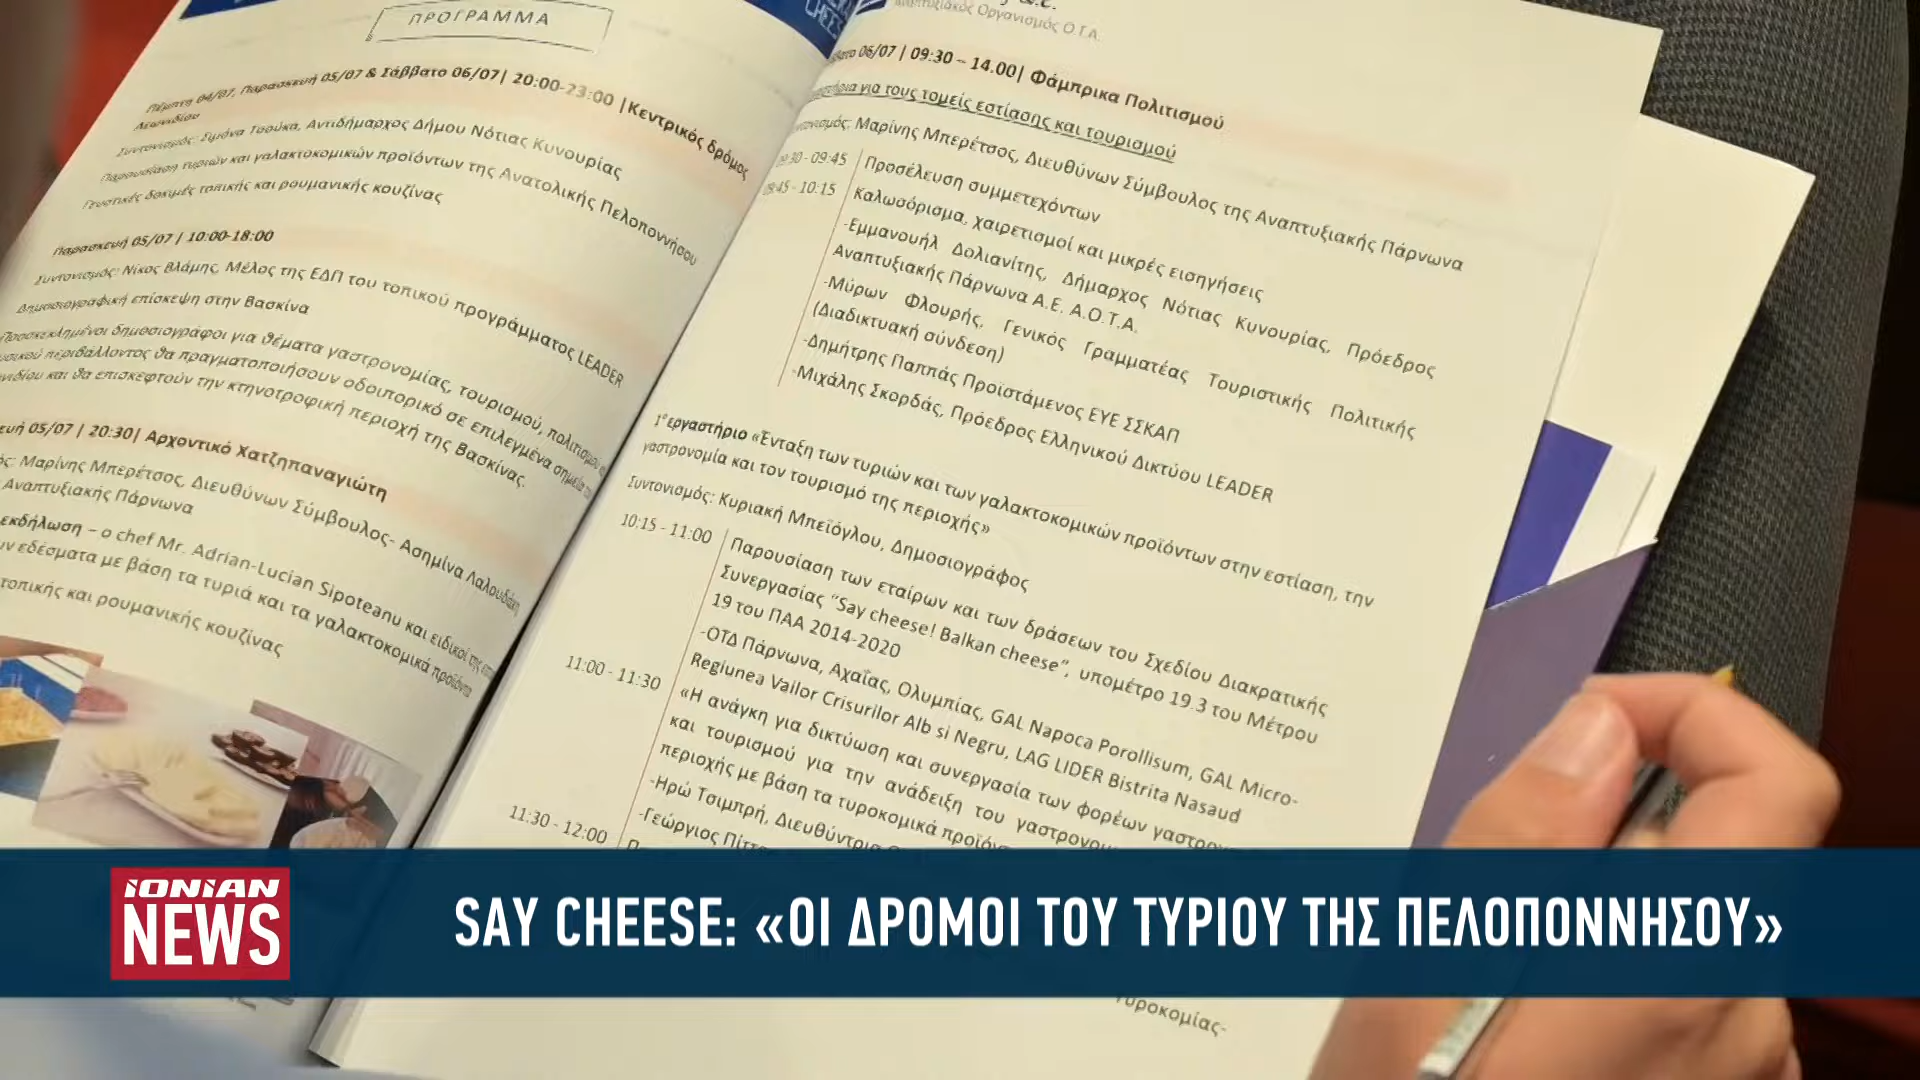 ΠΡΟΓΡΑΜΜΑ
Πέμπτη 04/07, Παρασκευή 05/07 & Σάββατο 06/07| 20:00-23:00 |Κεντρικός δρόμος
Λεωνιδίου
Συντονισμός: Σιμόνα Τσούκα, Αντιδήμαρχος Δήμου Νότιας Κυνουρίας
Παρουσίαση τυριών και γαλακτοκομικών προϊόντων της Ανατολικής Πελοποννήσου
Γευστικές δοκιμές τοπικής και ρουμανικής κουζίνας
Παρασκευή 05/07 | 10:00-18:00
Συντονισμός: Νίκος Βλάμης, Μέλος της ΕΔΠ του τοπικού προγράμματος LEADER
Δημοσιογραφική επίσκεψη στην Βασκίνα
Προσκεκλημένοι δημοσιογράφοι για θέματα γαστρονομίας, τουρισμού, πολιτισμού
περιβάλλοντος θα πραγματοποιήσουν οδοιπορικό σε επιλεγμένα σημεία
και θα επισκεφτούν την κτηνοτροφική περιοχή της Βασκίνας.
05/07 | 20:30| Αρχοντικό Χατζηπαναγιώτη
Μαρίνης Μπερέτσος, Διευθύνων Σύμβουλος- Ασημίνα Λαλουδάκη
Αναπτυξιακής Πάρνωνα
εκδήλωση – ο chef Mr. Adrian-Lucian Sipoteanu και ειδικοί της
εδέσματα με βάση τα τυριά και τα γαλακτοκομικά προϊόντα
τοπικής και ρουμανικής κουζίνας
Αναπτυξιακός Οργανισμός Ο.Τ.Α.
06/07 | 09:30 – 14.00| Φάμπρικα Πολιτισμού
για τους τομείς εστίασης και τουρισμού
Μαρίνης Μπερέτσος, Διευθύνων Σύμβουλος της Αναπτυξιακής Πάρνωνα
09:30 - 09:45 Προσέλευση συμμετεχόντων
09:45 - 10:15 Καλωσόρισμα, χαιρετισμοί και μικρές εισηγήσεις
-Εμμανουήλ Δολιανίτης, Δήμαρχος Νότιας Κυνουρίας, Πρόεδρος
Αναπτυξιακής Πάρνωνα Α.Ε. Α.Ο.Τ.Α.
-Μύρων Φλουρής, Γενικός Γραμματέας Τουριστικής Πολιτικής
(Διαδικτυακή σύνδεση)
-Δημήτρης Παππάς Προϊστάμενος ΕΥΕ ΣΣΚΑΠ
-Μιχάλης Σκορδάς, Πρόεδρος Ελληνικού Δικτύου LEADER
1ο εργαστήριο «Ένταξη των τυριών και των γαλακτοκομικών προϊόντων στην εστίαση, την
γαστρονομία και τον τουρισμό της περιοχής»
Συντονισμός: Κυριακή Μπεϊόγλου, Δημοσιογράφος
10:15 - 11:00 Παρουσίαση των εταίρων και των δράσεων του Σχεδίου Διακρατικής
Συνεργασίας "Say cheese! Balkan cheese", υπομέτρο 19.3 του Μέτρου
19 του ΠΑΑ 2014-2020
-ΟΤΔ Πάρνωνα, Αχαΐας, Ολυμπίας, GAL Napoca Porollisum, GAL Micro-
Regiunea Vailor Crisurilor Alb si Negru, LAG LIDER Bistrita Nasaud
11:00 - 11:30 «Η ανάγκη για δικτύωση και συνεργασία των φορέων
και τουρισμού για την ανάδειξη του
περιοχής με βάση τα τυροκομικά
-Ηρώ Τσιμπρή, Διευθύντρια
-Γεώργιος
11:30 - 12:00
IONIAN
NEWS
SAY CHEESE: «ΟΙ ΔΡΟΜΟΙ ΤΟΥ ΤΥΡΙΟΥ ΤΗΣ ΠΕΛΟΠΟΝΝΗΣΟΥ»
Τυροκομίας-